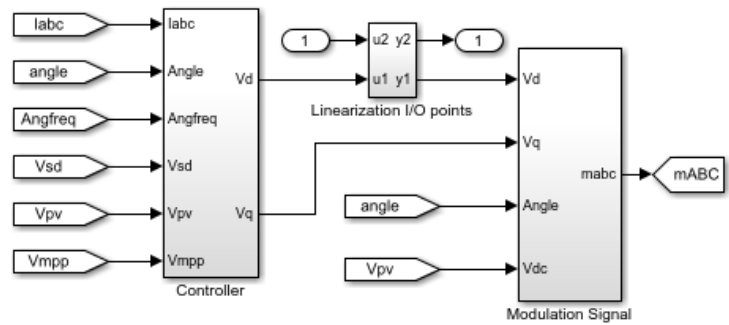 Iabc
angle
Angfreq
Vsd
Vpv
Vmpp
Iabc
Angle
Angfreq
Vsd
Vpv
Vmpp
Vd
Vq
Controller
1
u2 y2
u1 y1
1
Linearization I/O points
angle
Vpv
Vd
Vq
Angle
Vdc
mabc
Modulation Signal
mABC